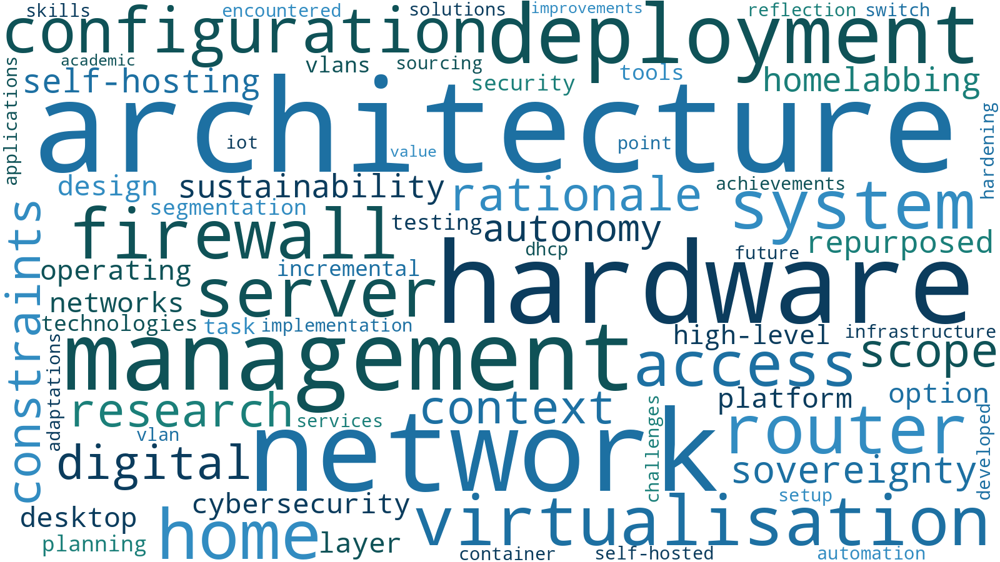 skills encountered solutions improvements reflection switch
configuration deployment
academic vlans sourcing tools
applications self-hosting security homelabbing
architecture
iot value point hardening
design sustainability rationale achievements system
segmentation firewall testing autonomy
constraints dhcp future repurposed
operating incremental hardware
networks server
technologies task implementation high-level infrastructure
management access scope
adaptations research context platform option
services challenges developed
vlan network router
digital sovereignty
desktop cybersecurity setup
home virtualisation
planning layer container self-hosted automation